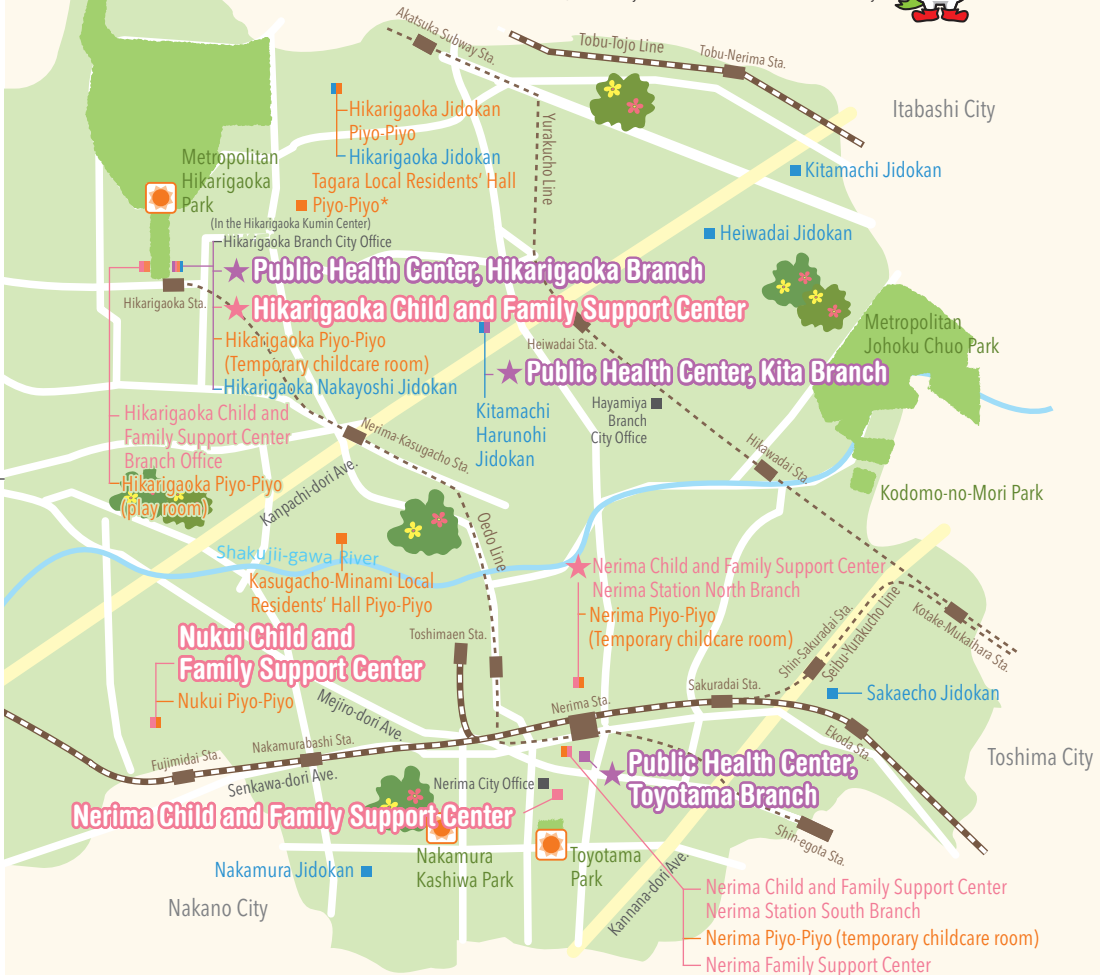 Akatsuka Subway Sta.
Tobu-Tojo Line
Tobu-Nerima Sta.
Itabashi City
Hikarigaoka Jidokan
Piyo-Piyo
Hikarigaoka Jidokan
Yurakucho Line
Kitamachi Jidokan
Metropolitan
Hikarigaoka
Park
Tagara Local Residents' Hall
Piyo-Piyo*
(In the Hikarigaoka Kumin Center)
Hikarigaoka Branch City Office
Heiwadai Jidokan
Public Health Center, Hikarigaoka Branch
Hikarigaoka Sta.
Hikarigaoka Child and Family Support Center
Hikarigaoka Piyo-Piyo
(Temporary childcare room)
Hikarigaoka Nakayoshi Jidokan
Heiwadai Sta.
Metropolitan
Johoku Chuo Park
Public Health Center, Kita Branch
Kitamachi
Harunohi
Jidokan
Hayamiya
Branch
City Office
Hikarigaoka Child and
Family Support Center
Branch Office
Hikarigaoka Piyo-Piyo
(play room)
Nerima-Kasugacho Sta.
Kanpachi-dori Ave.
Hikawadai Sta.
Kodomo-no-Mori Park
Oedo Line
Shakujii-gawa River
Kasugacho-Minami Local
Residents' Hall Piyo-Piyo
Nerima Child and Family Support Center
Nerima Station North Branch
Nerima Piyo-Piyo
(Temporary childcare room)
Kotake-Mukaihara Sta.
Shin-Sakuradai Sta.
Seibu-Yurakucho Line
Nukui Child and
Family Support Center
Nukui Piyo-Piyo
Toshimaen Sta.
Mejiro-dori Ave.
Nerima Sta.
Sakuradai Sta.
Sakaecho Jidokan
Ekoda Sta.
Toshima City
Fujimidai Sta.
Nakamurabashi Sta.
Senkawa-dori Ave.
Nerima City Office
Public Health Center,
Toyotama Branch
Nerima Child and Family Support Center
Shin-egota Sta.
Nakamura
Kashiwa Park
Toyotama
Park
Nakamura Jidokan
Nakano City
Kannana-dori Ave.
Nerima Child and Family Support Center
Nerima Station South Branch
Nerima Piyo-Piyo (temporary childcare room)
Nerima Family Support Center